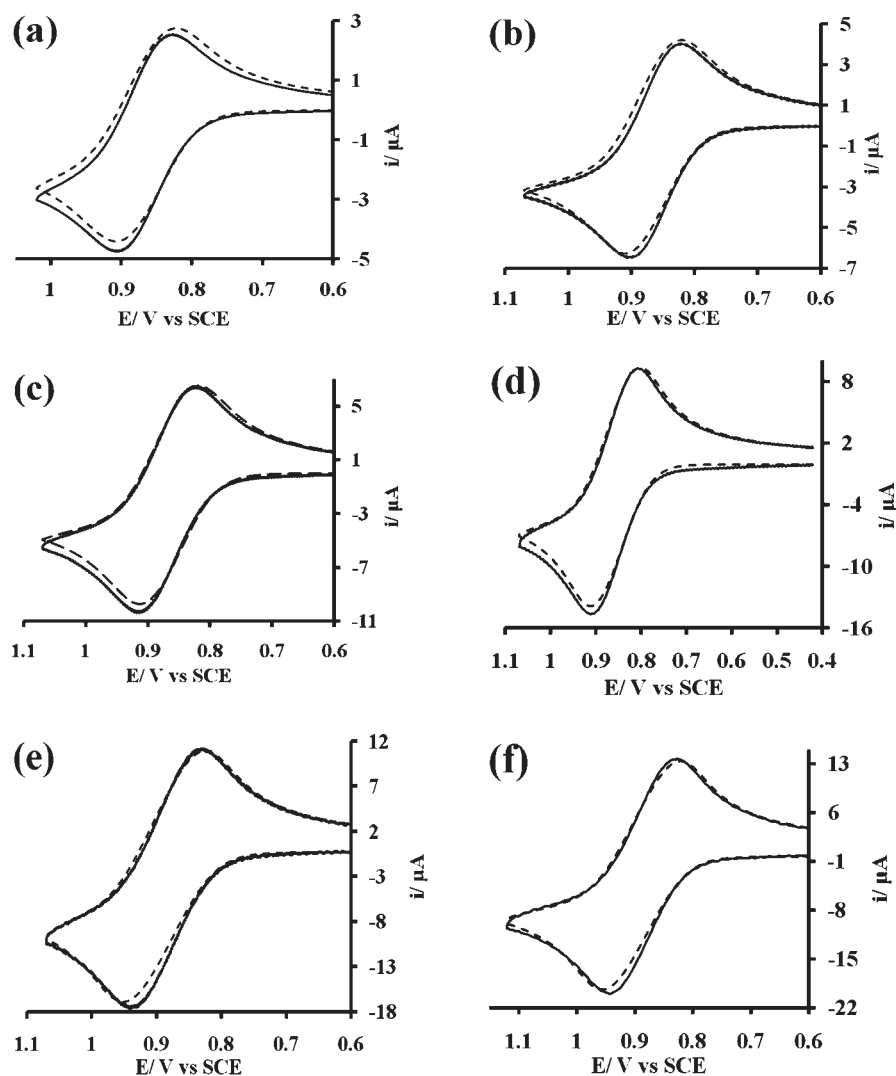 (a)
3
1
-1
-3
-5
i/ µA
1 0.9 0.8 0.7 0.6
E/ V vs SCE
(b)
5
3
1
-1
-3
-5
-7
i/ µA
1.1 1 0.9 0.8 0.7 0.6
E/ V vs SCE
(c)
5
1
-3
-7
-11
i/ µA
1.1 1 0.9 0.8 0.7 0.6
E/ V vs SCE
(d)
8
2
-4
-10
-16
i/ µA
1.1 1 0.9 0.8 0.7 0.6 0.5 0.4
E/ V vs SCE
(e)
12
7
2
-3
-8
-13
-18
i/ µA
1.1 1 0.9 0.8 0.7 0.6
E/ V vs SCE
(f)
13
6
-1
-8
-15
-22
i/ µA
1.1 1 0.9 0.8 0.7 0.6
E/ V vs SCE